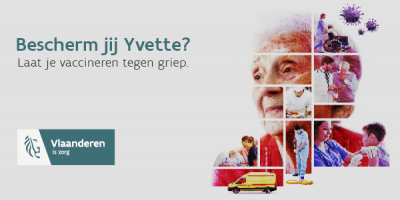 Bescherm jij Yvette?
Laat je vaccineren tegen griep.
Vlaanderen
is zorg